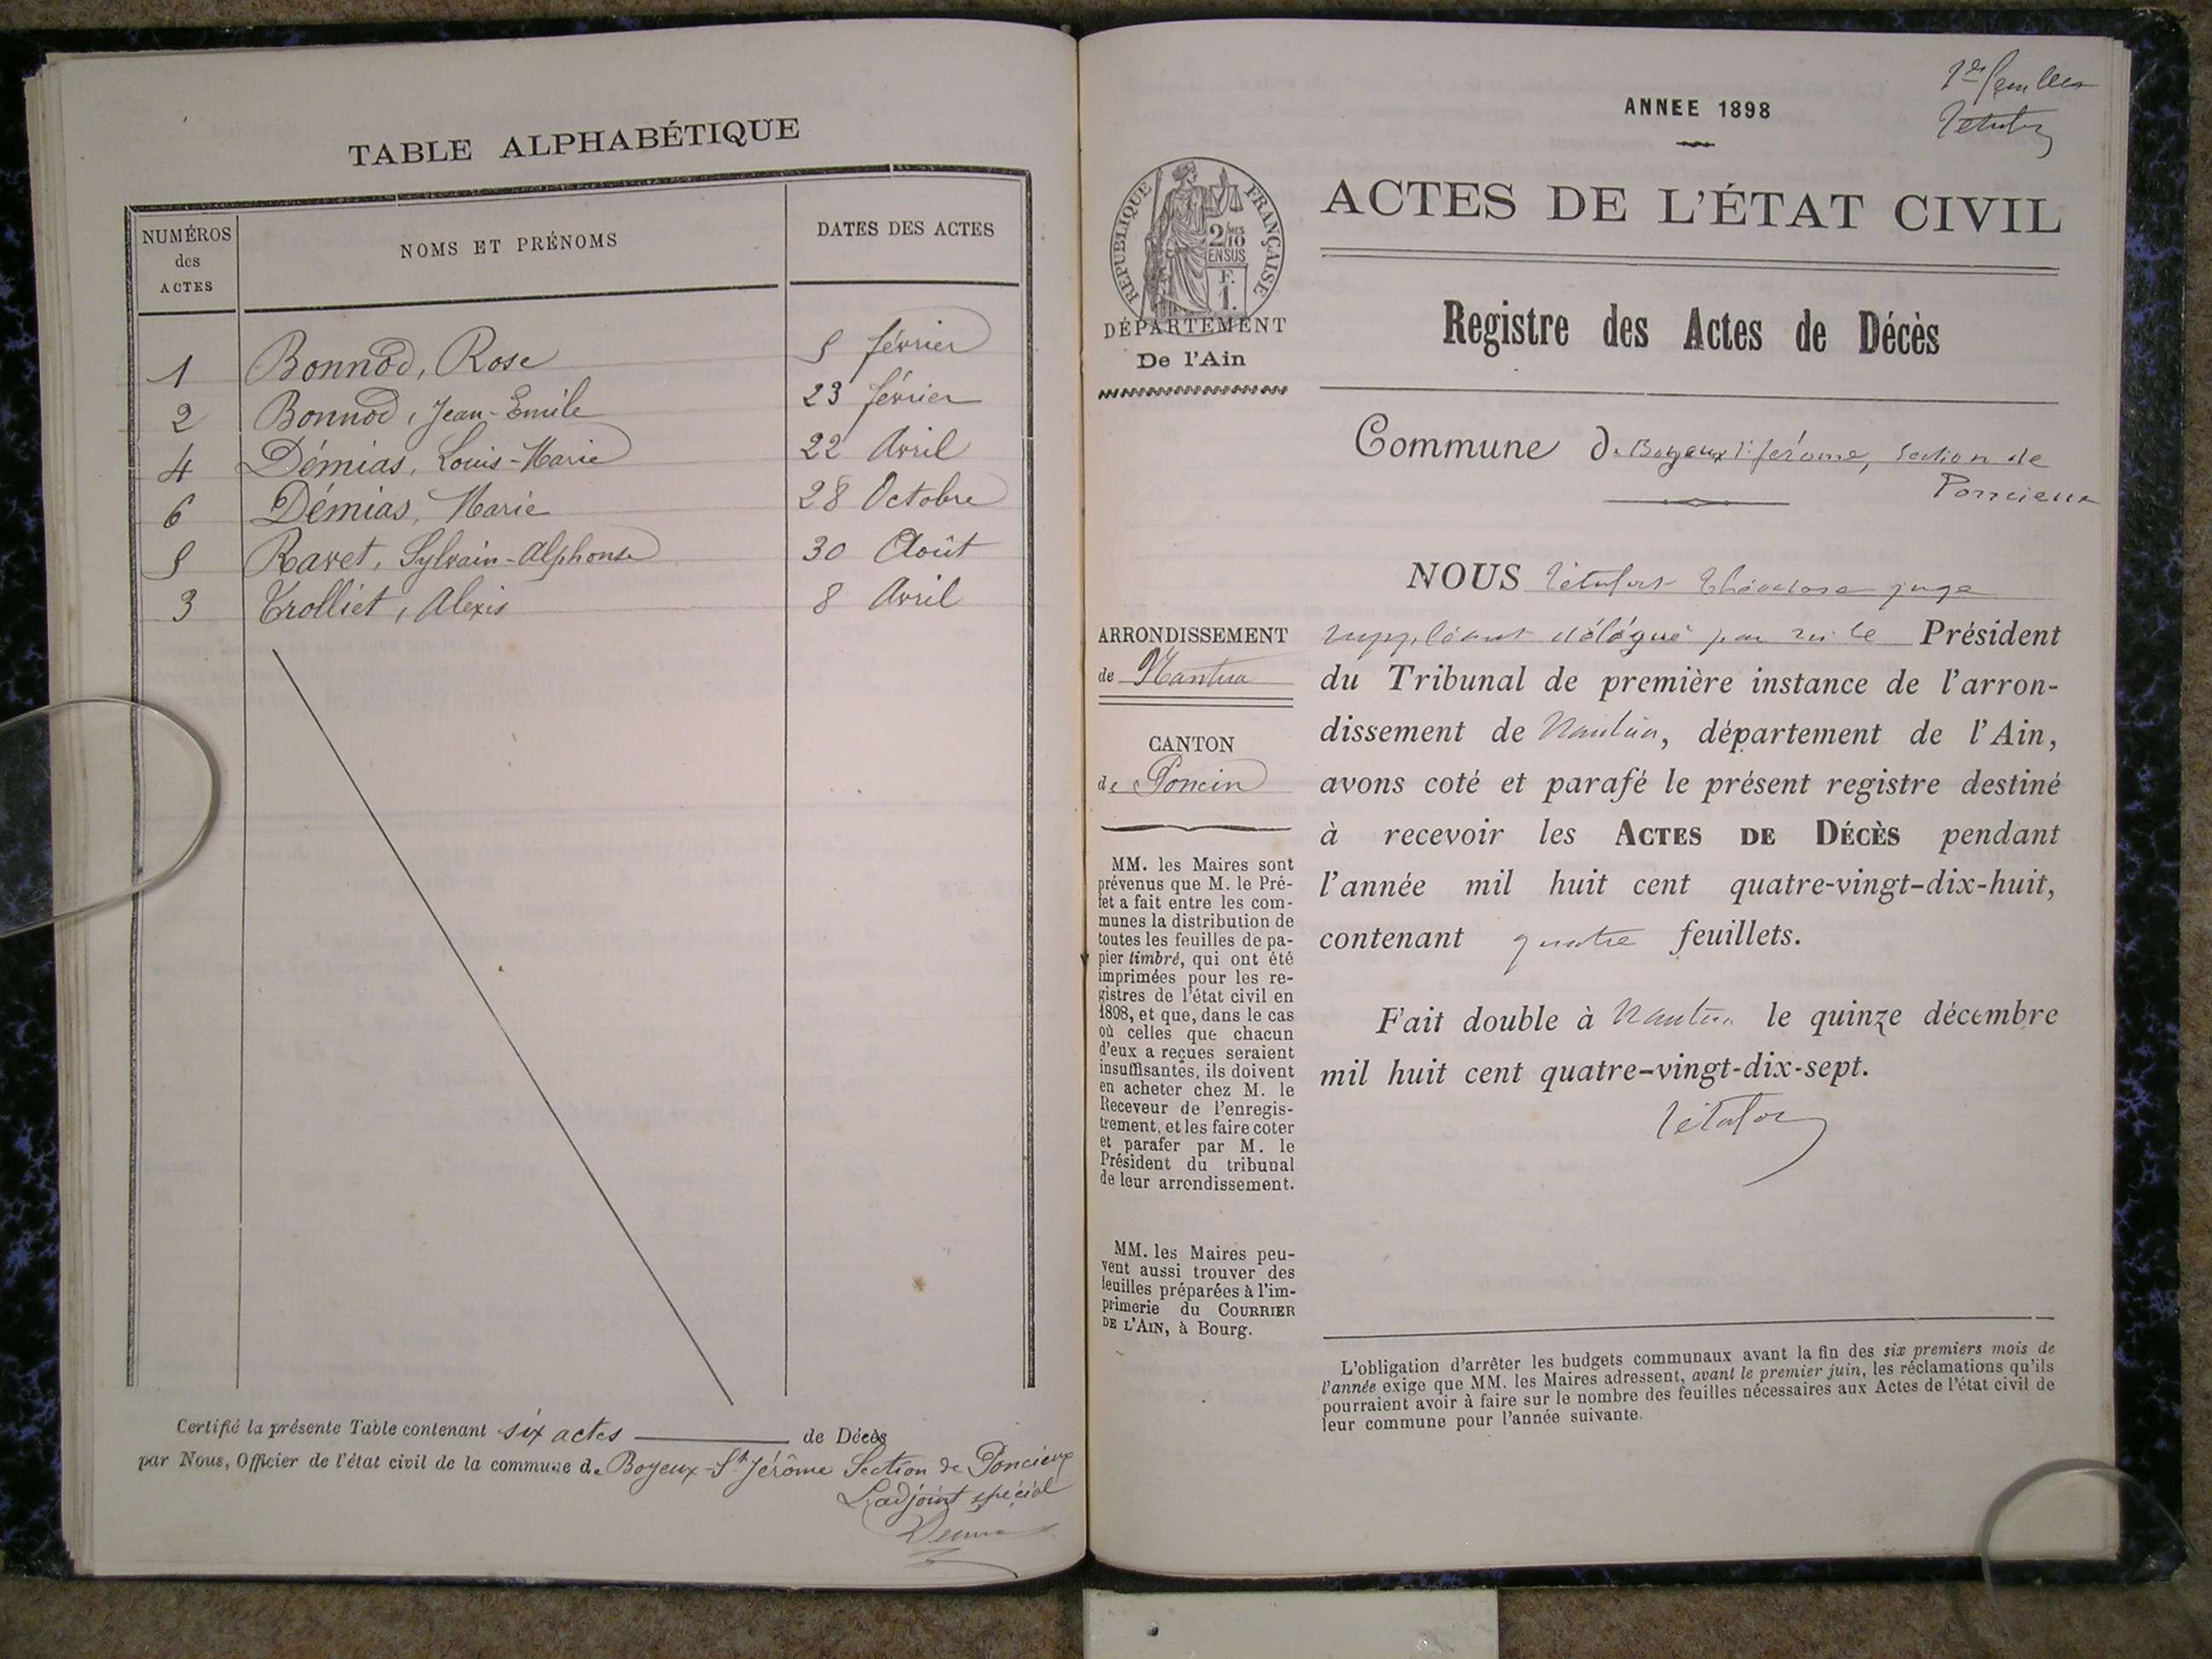 TABLE ALPHABÉTIQUE
NUMÉROS
des
ACTES
NOMS ET PRÉNOMS
DATES DES ACTES
1 Bonnod, Rose 5 février
2 Bonnod, Jean-Emile 23 février
4 Démias, Louis-Marie 22 Avril
6 Démias, Marie 28 Octobre
5 Ravet, Sylvain-Alphonse 30 Août
3 Trolliet, Alexis 8 Avril
Certifié la présente Table contenant six actes de Décès
par Nous, Officier de l'état civil de la commune de Boyeux-St Jérôme Section de Poncieux
L'adjoint spécial
ANNEE 1898
ACTES DE L'ÉTAT CIVIL
RÉPUBLIQUE FRANÇAISE
2 MES 10
EN SUS
F.
1.
DÉPARTEMENT
De l'Ain
Registre des Actes de Décès
Commune de Boyeux St Jérôme, Section de
Poncieux
ARRONDISSEMENT
de Nantua
CANTON
de Poncin
MM. les Maires sont
prévenus que M. le Pré-
fet a fait entre les com-
munes la distribution de
toutes les feuilles de pa-
pier timbré, qui ont été
imprimées pour les re-
gistres de l'état civil en
1898, et que, dans le cas
où celles que chacun
d'eux a reçues seraient
insuffisantes, ils doivent
en acheter chez M. le
Receveur de l'enregis-
trement, et les faire coter
et parafer par M. le
Président du tribunal
de leur arrondissement.
MM. les Maires peu-
vent aussi trouver des
feuilles préparées à l'im-
primerie du COURRIER
DE L'AIN, à Bourg.
NOUS Théodore juge
suppléant délégué par Mr le Président
du Tribunal de première instance de l'arron-
dissement de Nantua, département de l'Ain,
avons coté et parafé le présent registre destiné
à recevoir les ACTES DE DÉCÈS pendant
l'année mil huit cent quatre-vingt-dix-huit,
contenant quatre feuillets.
Fait double à Nantua le quinze décembre
mil huit cent quatre-vingt-dix-sept.
L'obligation d'arrêter les budgets communaux avant la fin des six premiers mois de
l'année exige que MM. les Maires adressent, avant le premier juin, les réclamations qu'ils
pourraient avoir à faire sur le nombre des feuilles nécessaires aux Actes de l'état civil de
leur commune pour l'année suivante.